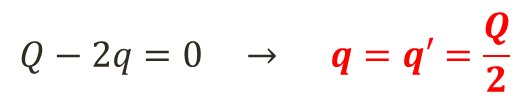 Q − 2q = 0 → q = q′ = Q/2